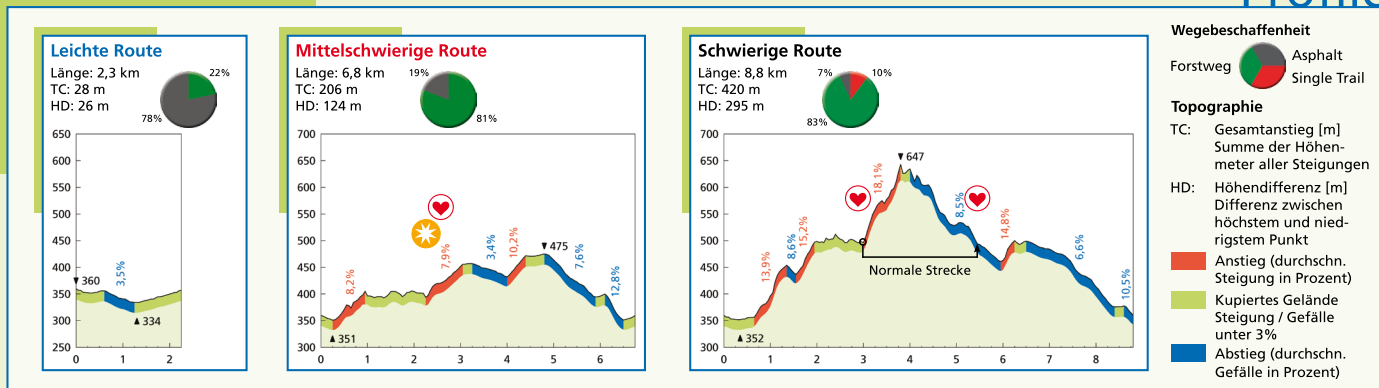 Profile
Leichte Route
Länge: 2,3 km
TC: 28 m
HD: 26 m
22%
78%
650
600
550
500
450
400
350
300
250
360
3,5%
334
0
1
2
Mittelschwierige Route
Länge: 6,8 km
TC: 206 m
HD: 124 m
19%
81%
700
650
600
550
500
450
400
350
300
351
8,2%
7,9%
3,4%
10,2%
475
7,6%
12,8%
0
1
2
3
4
5
6
Schwierige Route
Länge: 8,8 km
TC: 420 m
HD: 295 m
7%
10%
83%
700
650
600
550
500
450
400
350
300
352
13,9%
8,6%
15,2%
18,1%
647
8,5%
14,8%
6,6%
10,5%
Normale Strecke
0
1
2
3
4
5
6
7
8
Wegebeschaffenheit
Forstweg
Asphalt
Single Trail
Topographie
TC: Gesamtanstieg [m]
Summe der Höhen-
meter aller Steigungen
HD: Höhendifferenz [m]
Differenz zwischen
höchstem und nied-
rigstem Punkt
Anstieg (durchschn.
Steigung in Prozent)
Kupiertes Gelände
Steigung / Gefälle
unter 3%
Abstieg (durchschn.
Gefälle in Prozent)